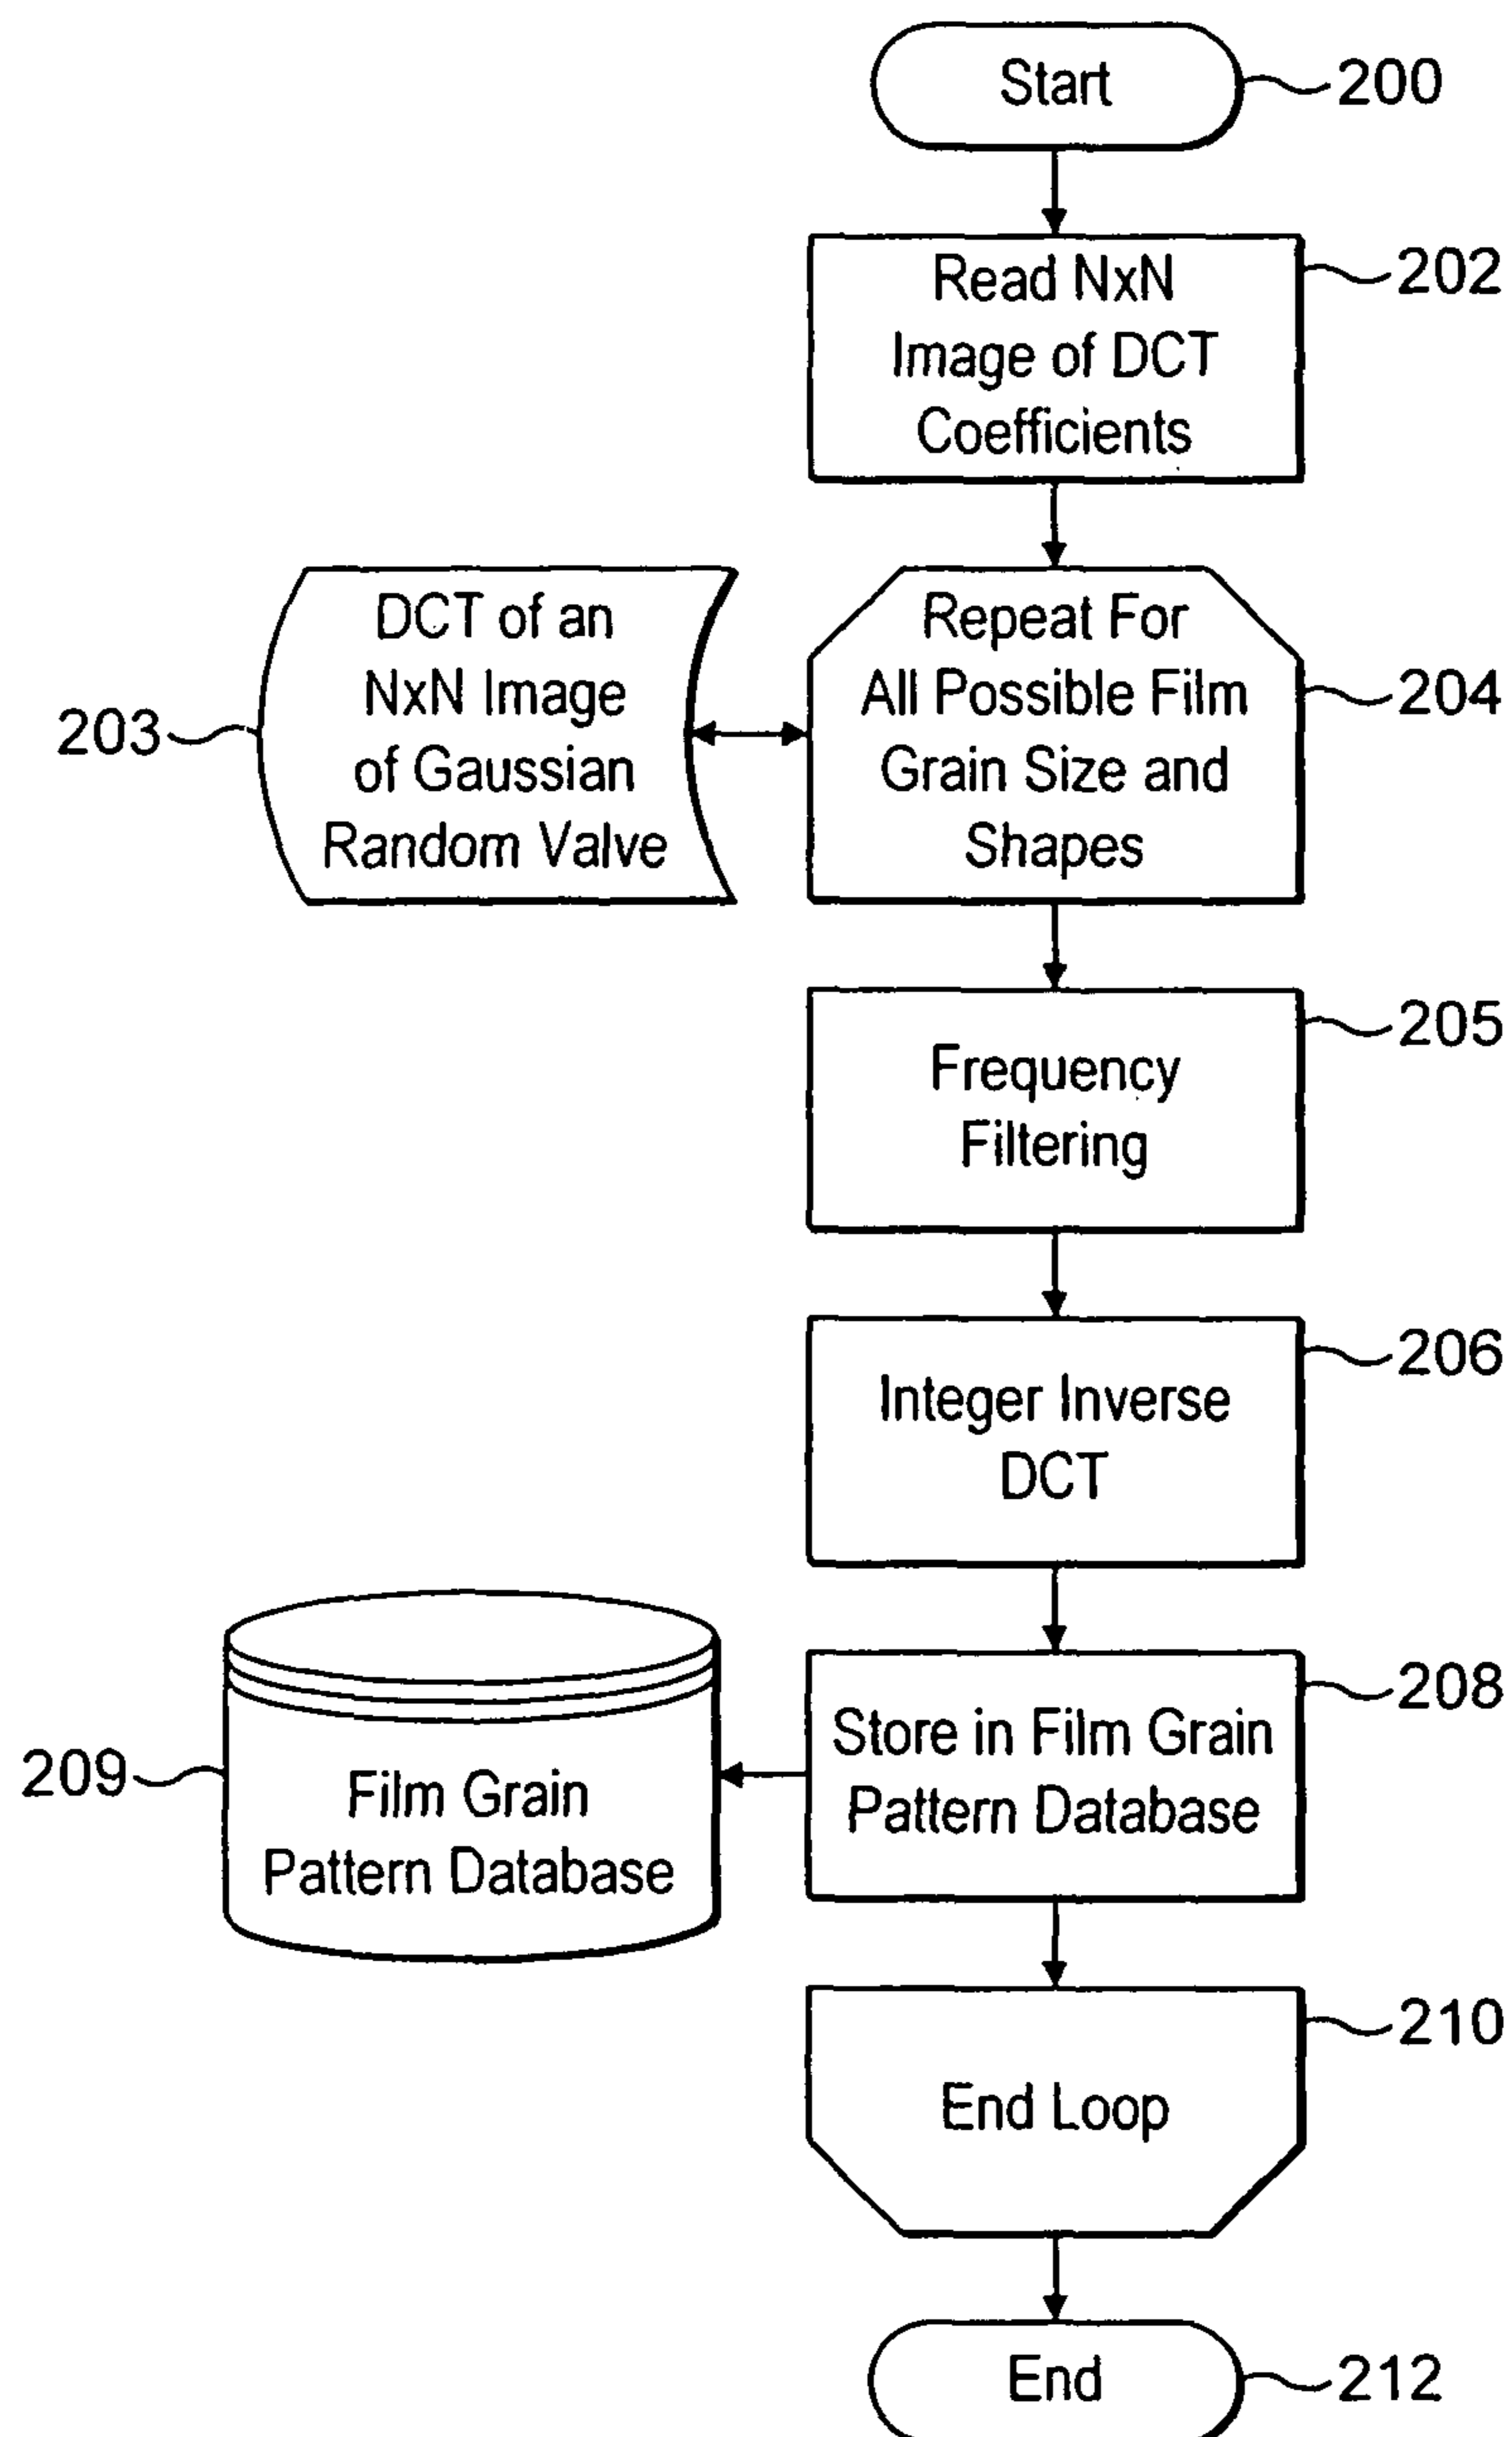 Start
200
Read NxN
Image of DCT
Coefficients
202
DCT of an
NxN Image
of Gaussian
Random Valve
203
Repeat For
All Possible Film
Grain Size and
Shapes
204
Frequency
Filtering
205
Integer Inverse
DCT
206
Store in Film Grain
Pattern Database
208
Film Grain
Pattern Database
209
End Loop
210
End
212